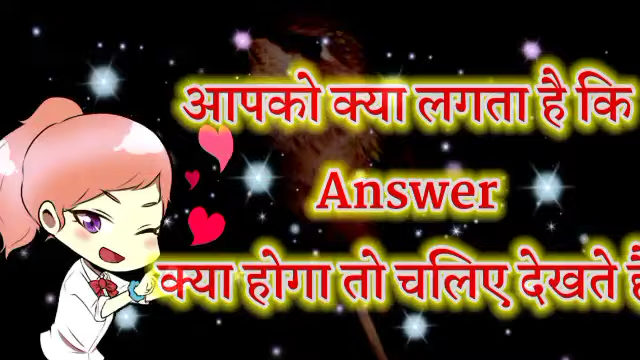 आपको क्या लगता है कि
Answer
क्या होगा तो चलिए देखते है